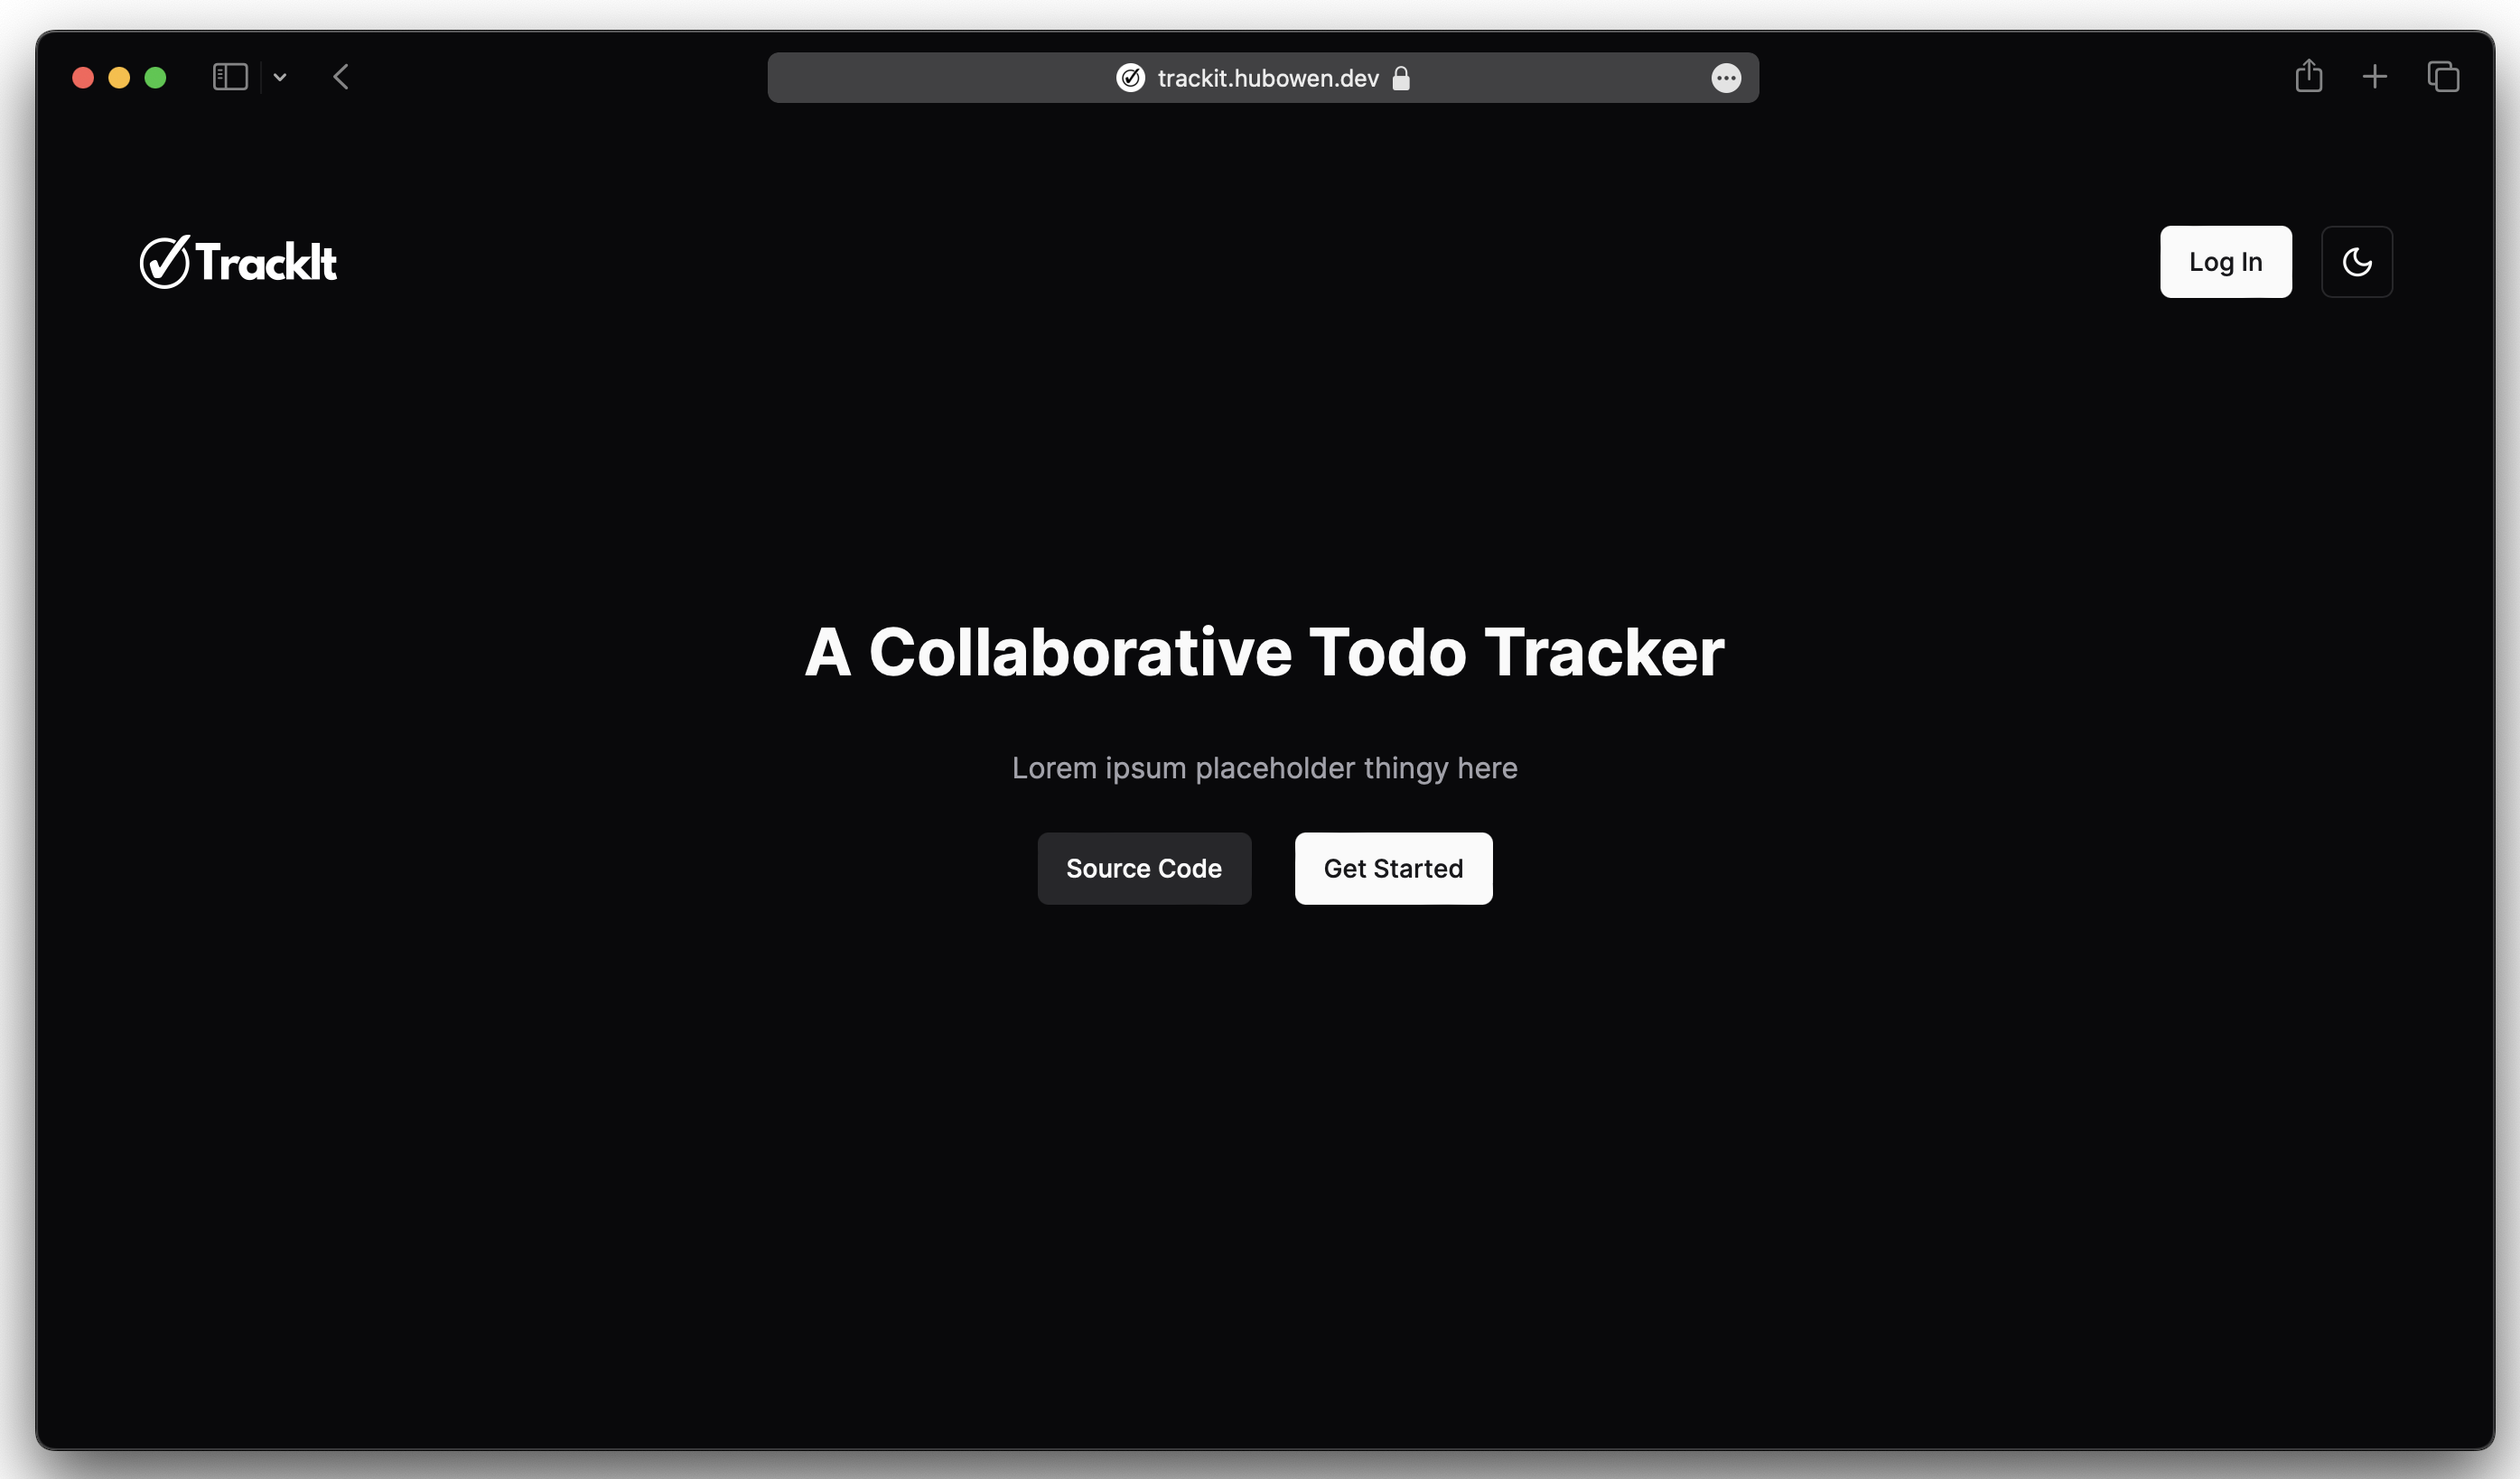 trackit.hubowen.dev
TrackIt
Log In
A Collaborative Todo Tracker
Lorem ipsum placeholder thingy here
Source Code
Get Started